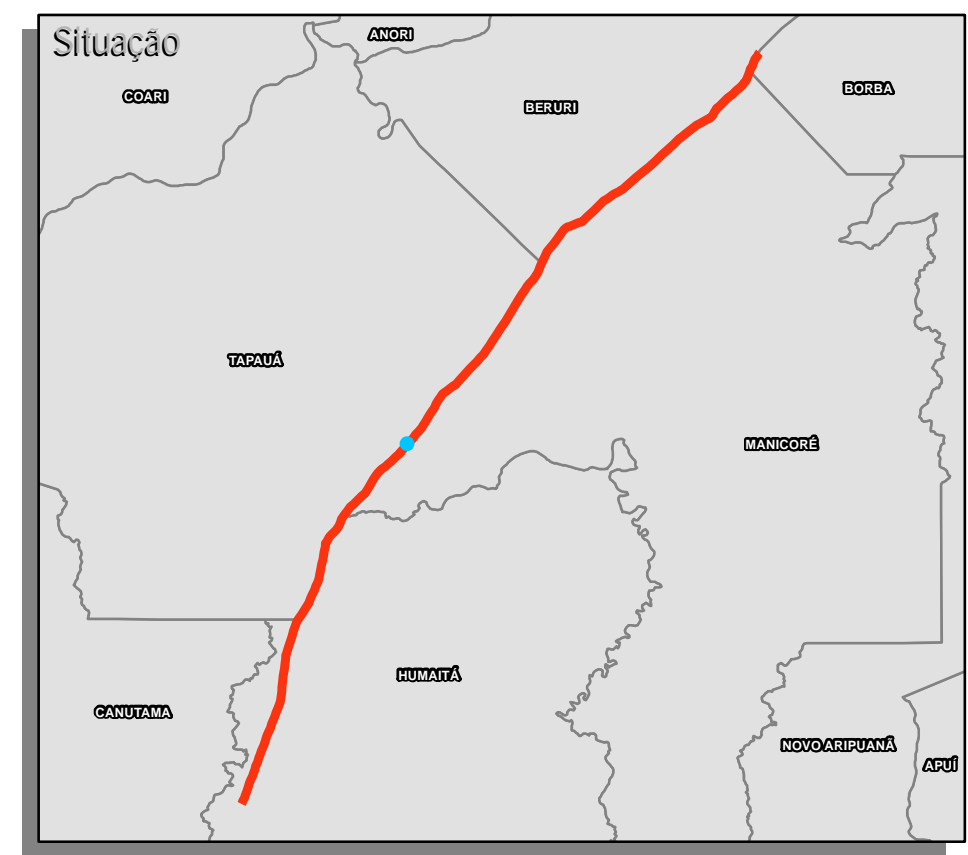 Situação
ANORI
COARI
BERURI
BORBA
TAPAUÁ
MANICORÉ
HUMAITÁ
CANUTAMA
NOVO ARIPUANÃ
APUÍ